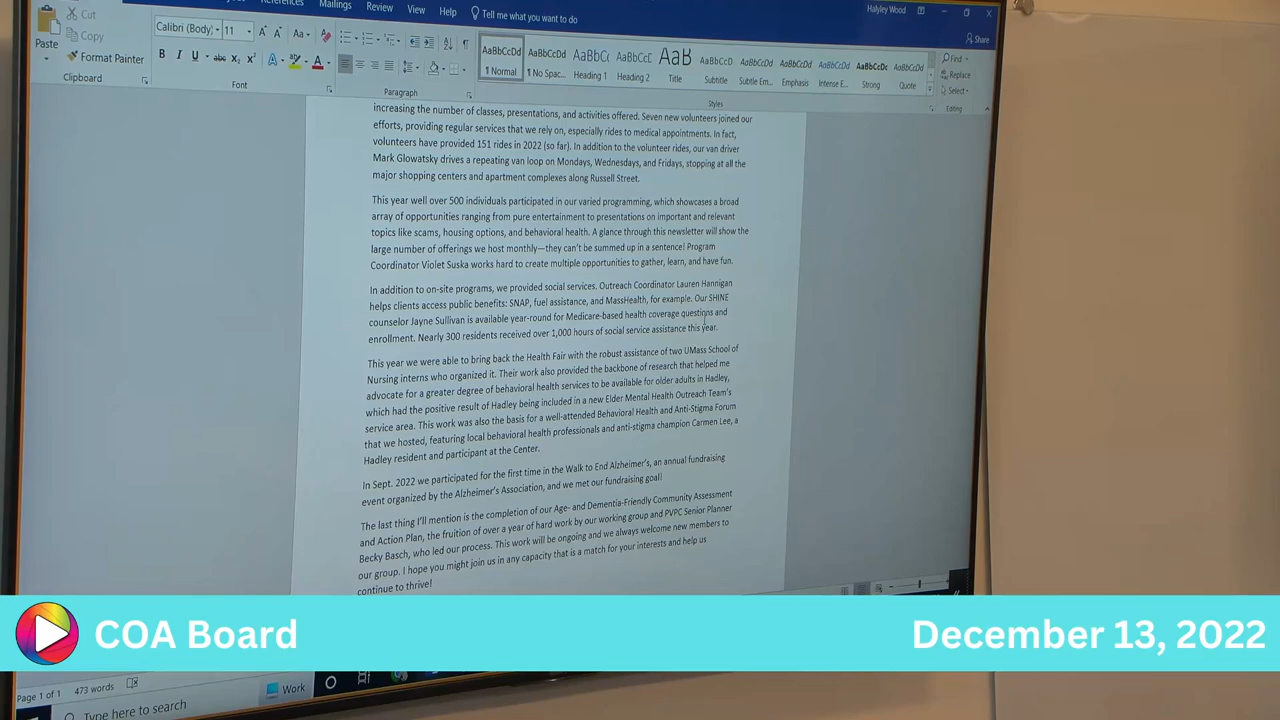 References Mailings Review View Help Tell me what you want to do Halyley Wood
Share
Cut
Copy
Format Painter
Paste
Clipboard
Calibri (Body) 11
Aa
B I U abc x₂ x²
Font
Paragraph
AaBbCcDd AaBbCcDd AaBbCc AaBbCcC AaB AaBbCcD AaBbCcDd AaBbCcDd AaBbCcDd AaBbCcDc AaBbCcDd
¶ Normal ¶ No Spac... Heading 1 Heading 2 Title Subtitle Subtle Em... Emphasis Intense E... Strong Quote
Styles
Find
Replace
Select
Editing
increasing the number of classes, presentations, and activities offered. Seven new volunteers joined our
efforts, providing regular services that we rely on, especially rides to medical appointments. In fact,
volunteers have provided 151 rides in 2022 (so far). In addition to the volunteer rides, our van driver
Mark Glowatsky drives a repeating van loop on Mondays, Wednesdays, and Fridays, stopping at all the
major shopping centers and apartment complexes along Russell Street.
This year well over 500 individuals participated in our varied programming, which showcases a broad
array of opportunities ranging from pure entertainment to presentations on important and relevant
topics like scams, housing options, and behavioral health. A glance through this newsletter will show the
large number of offerings we host monthly—they can't be summed up in a sentence! Program
Coordinator Violet Suska works hard to create multiple opportunities to gather, learn, and have fun.
In addition to on-site programs, we provided social services. Outreach Coordinator Lauren Hannigan
helps clients access public benefits: SNAP, fuel assistance, and MassHealth, for example. Our SHINE
counselor Jayne Sullivan is available year-round for Medicare-based health coverage questions and
enrollment. Nearly 300 residents received over 1,000 hours of social service assistance this year.
This year we were able to bring back the Health Fair with the robust assistance of two UMass School of
Nursing interns who organized it. Their work also provided the backbone of research that helped me
advocate for a greater degree of behavioral health services to be available for older adults in Hadley,
which had the positive result of Hadley being included in a new Elder Mental Health Outreach Team's
service area. This work was also the basis for a well-attended Behavioral Health and Anti-Stigma Forum
that we hosted, featuring local behavioral health professionals and anti-stigma champion Carmen Lee, a
Hadley resident and participant at the Center.
In Sept. 2022 we participated for the first time in the Walk to End Alzheimer's, an annual fundraising
event organized by the Alzheimer's Association, and we met our fundraising goal!
The last thing I'll mention is the completion of our Age- and Dementia-Friendly Community Assessment
and Action Plan, the fruition of over a year of hard work by our working group and PVPC Senior Planner
Becky Basch, who led our process. This work will be ongoing and we always welcome new members to
our group. I hope you might join us in any capacity that is a match for your interests and help us
continue to thrive!
COA Board December 13, 2022
Page 1 of 1 473 words
Type here to search Work